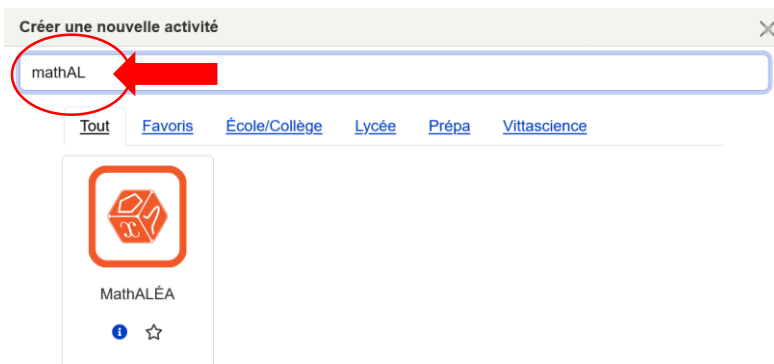 Créer une nouvelle activité
mathAL
Tout Favoris École/Collège Lycée Prépa Vittascience
MathALÉA